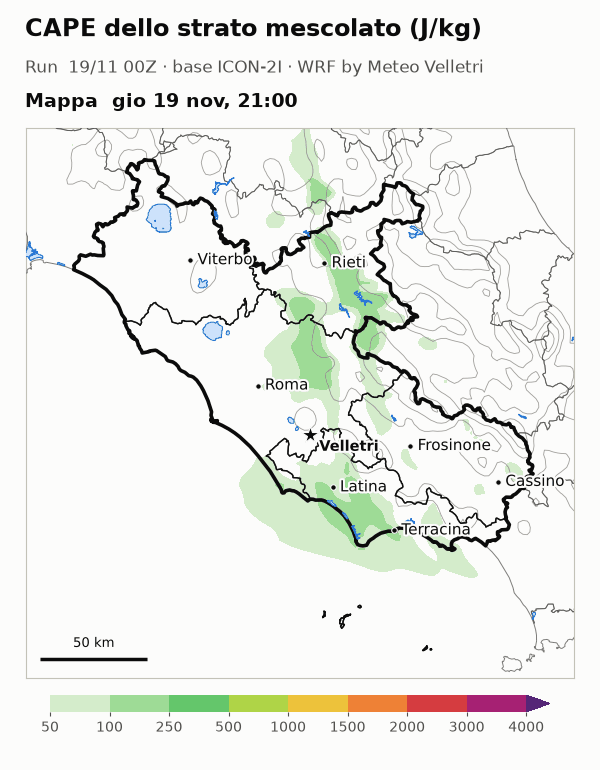 CAPE dello strato mescolato (J/kg)
Run 19/11 00Z · base ICON-2I · WRF by Meteo Velletri
Mappa gio 19 nov, 21:00
Viterbo
Rieti
Roma
Velletri
Frosinone
Latina
Cassino
Terracina
50 km
50 100 250 500 1000 1500 2000 3000 4000